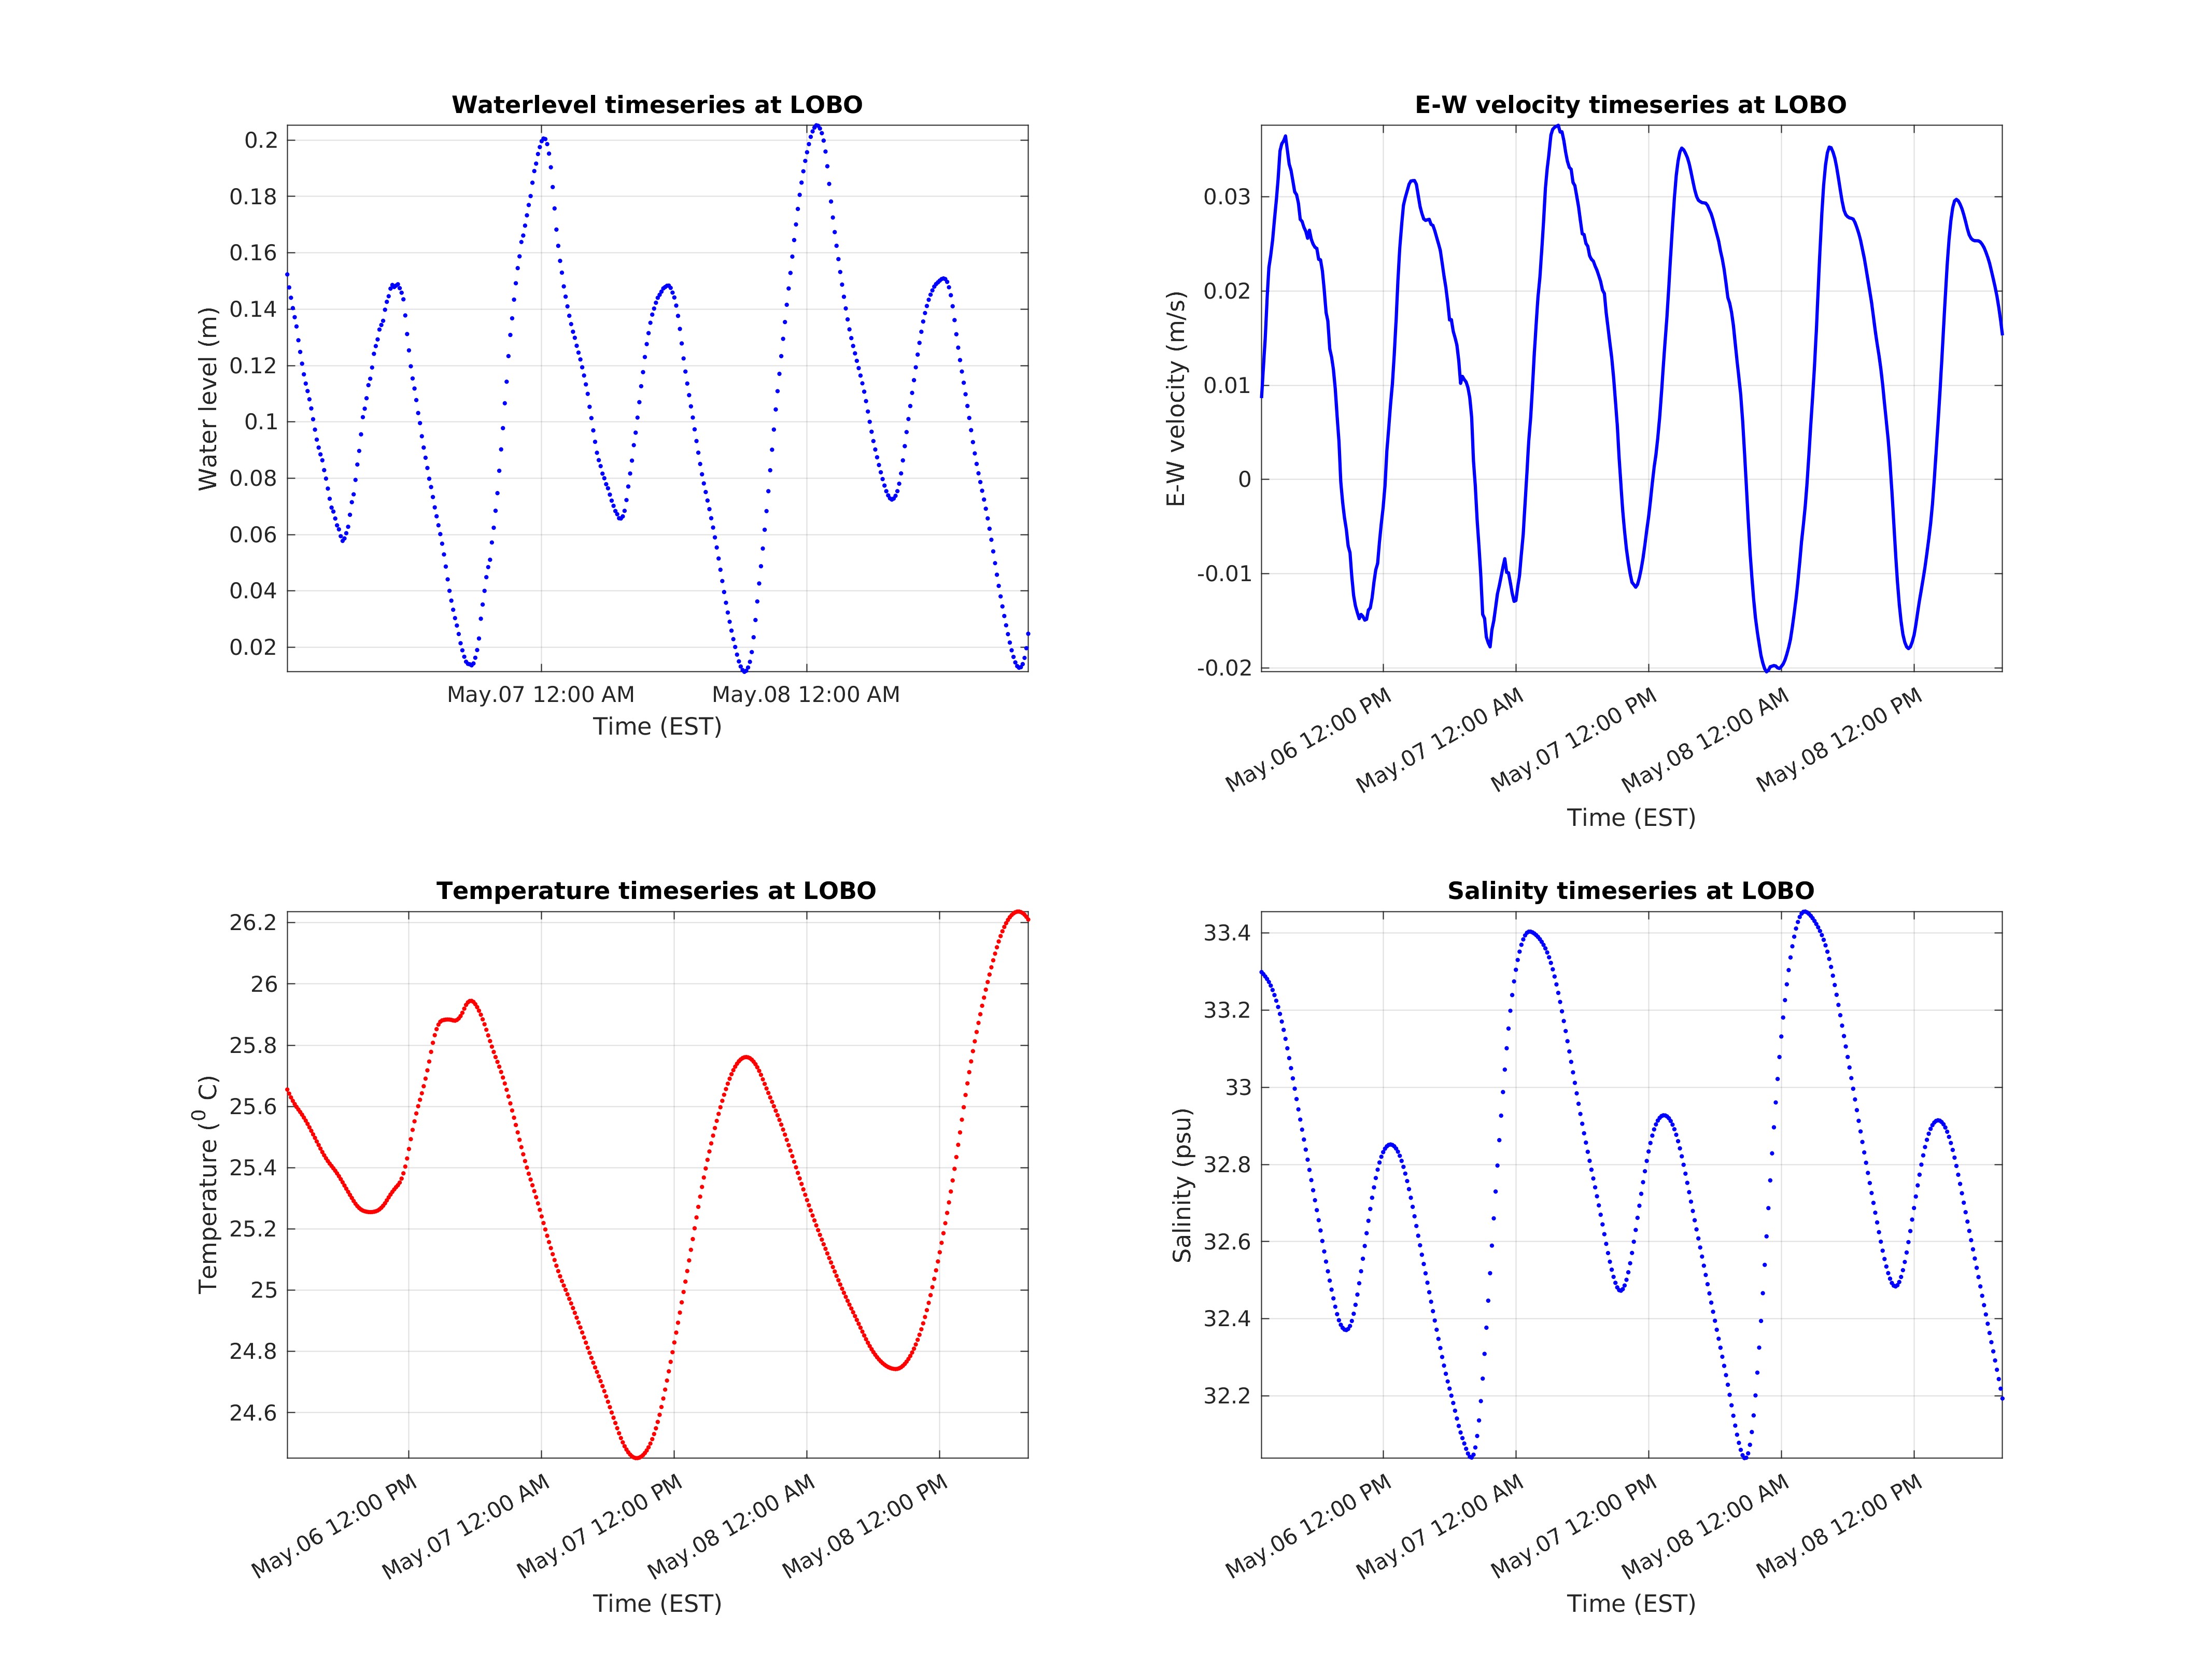 Waterlevel timeseries at LOBO
0.2
0.18
0.16
0.14
0.12
0.1
0.08
0.06
0.04
0.02
Water level (m)
May.07 12:00 AM
May.08 12:00 AM
Time (EST)
E-W velocity timeseries at LOBO
0.03
0.02
0.01
0
-0.01
-0.02
E-W velocity (m/s)
May.06 12:00 PM
May.07 12:00 AM
May.07 12:00 PM
May.08 12:00 AM
May.08 12:00 PM
Time (EST)
Temperature timeseries at LOBO
26.2
26
25.8
25.6
25.4
25.2
25
24.8
24.6
Temperature (⁰ C)
May.06 12:00 PM
May.07 12:00 AM
May.07 12:00 PM
May.08 12:00 AM
May.08 12:00 PM
Time (EST)
Salinity timeseries at LOBO
33.4
33.2
33
32.8
32.6
32.4
32.2
Salinity (psu)
May.06 12:00 PM
May.07 12:00 AM
May.07 12:00 PM
May.08 12:00 AM
May.08 12:00 PM
Time (EST)